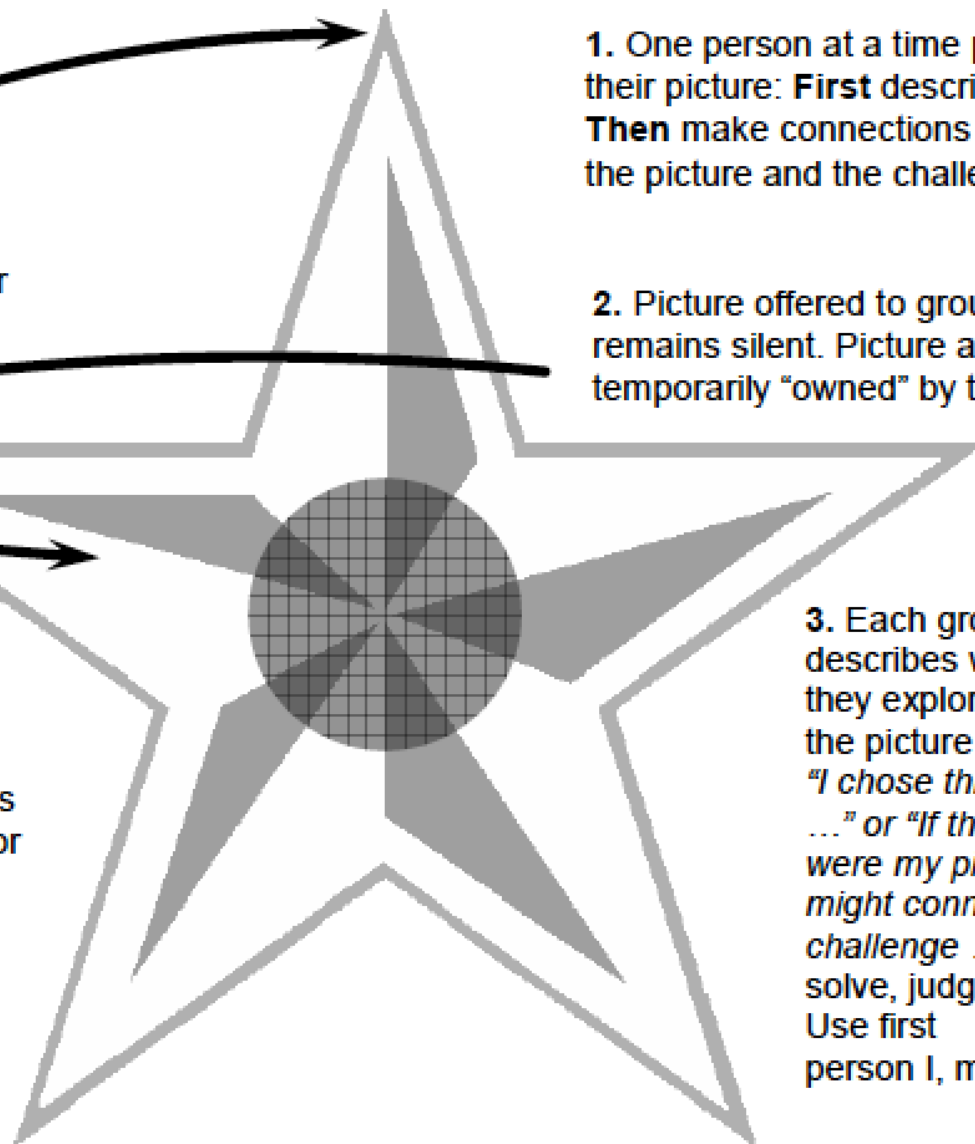 1. One person at a time
their picture: First descri
Then make connections
the picture and the challe
r
2. Picture offered to grou
remains silent. Picture a
temporarily “owned” by t
3. Each gro
describes
they explor
the picture
“I chose thi
…” or “If th
were my pi
might conn
challenge
solve, judg
Use first
person I, m
s
or